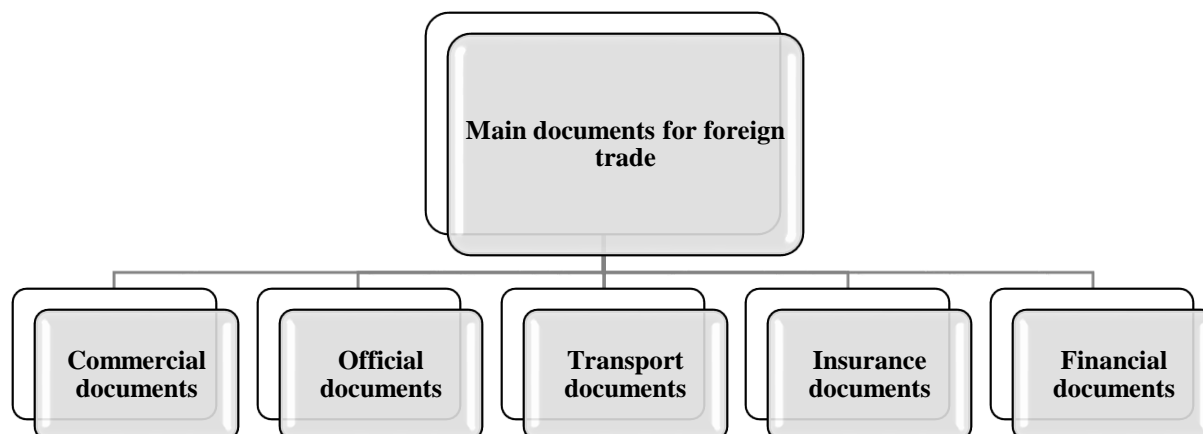 Main documents for foreign
trade
Commercial
documents
Official
documents
Transport
documents
Insurance
documents
Financial
documents